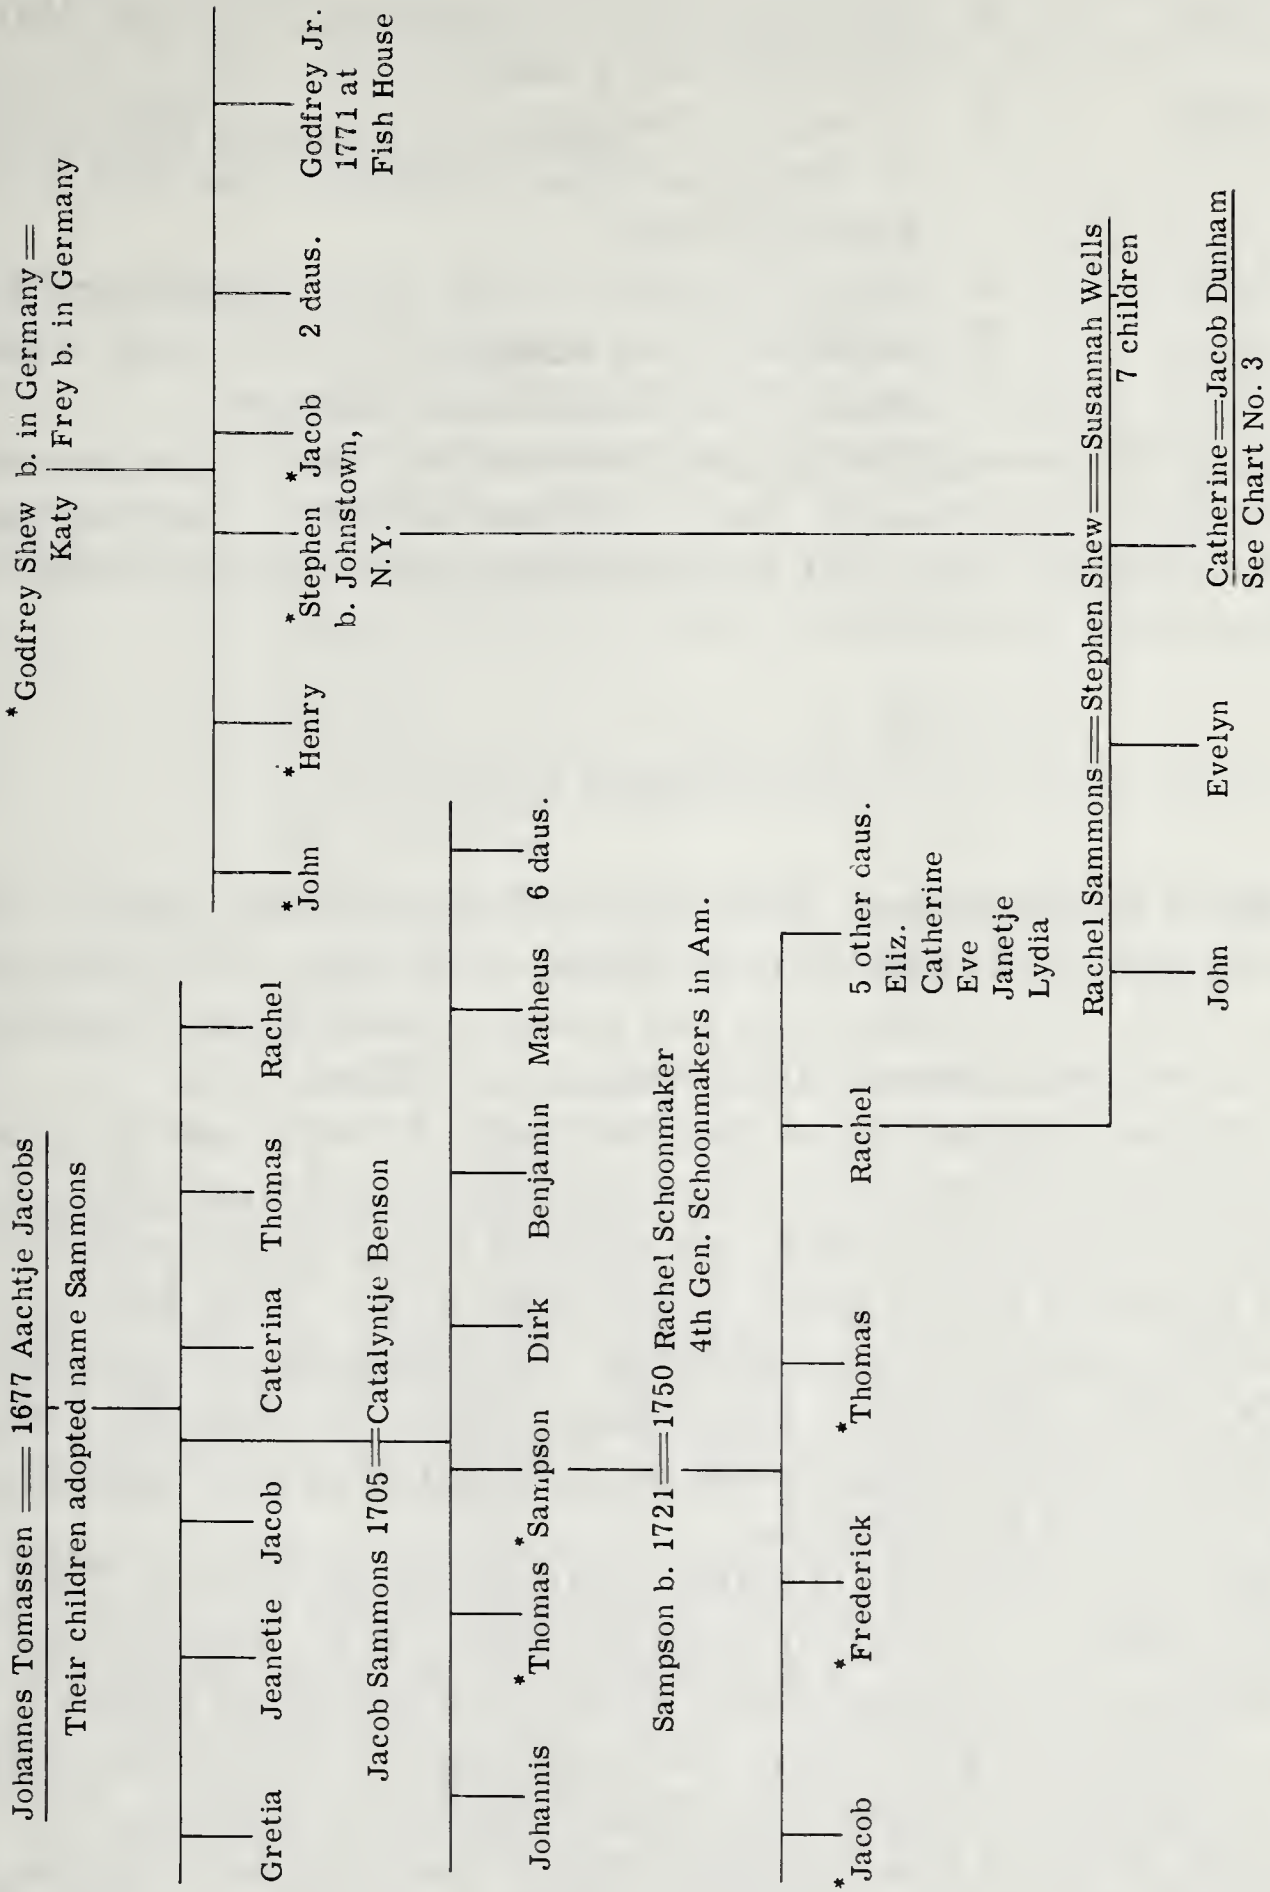 Johannes Tomassen == 1677 Aachtje Jacobs
Their children adopted name Sammons
Gretia Jeanetie Jacob Caterina Thomas Rachel
Jacob Sammons 1705==Catalyntje Benson
Johannis *Thomas *Sampson Dirk Benjamin Matheus 6 daus.
Sampson b. 1721==1750 Rachel Schoonmaker
4th Gen. Schoonmakers in Am.
*Jacob *Frederick *Thomas Rachel 5 other daus.
Eliz.
Catherine
Eve
Janetje
Lydia
*Godfrey Shew b. in Germany==
Katy Frey b. in Germany
*John *Henry *Stephen *Jacob 2 daus. Godfrey Jr.
b. Johnstown, 1771 at
N.Y. Fish House
Rachel Sammons==Stephen Shew==Susannah Wells
7 children
John Evelyn Catherine==Jacob Dunham
See Chart No. 3